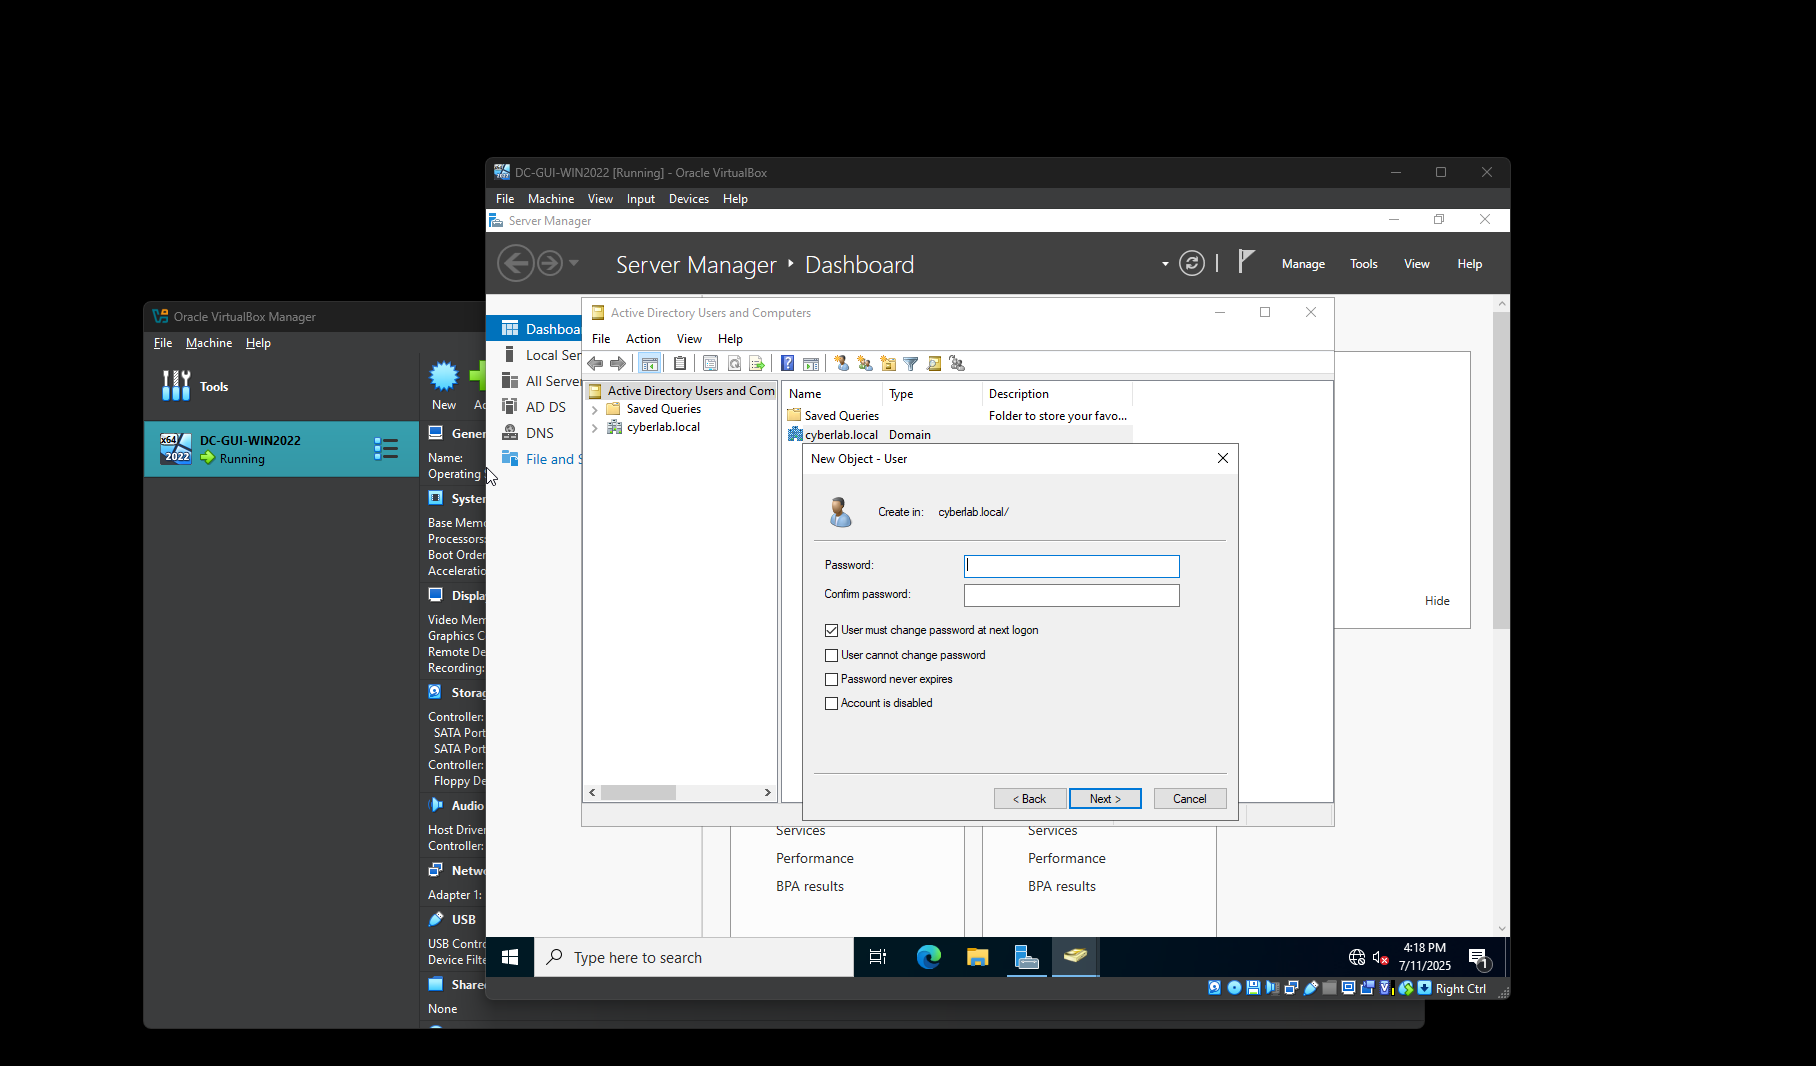 DC-GUI-WIN2022 [Running] - Oracle VirtualBox
File Machine View Input Devices Help
Server Manager
Server Manager ‣ Dashboard
Manage Tools View Help
Oracle VirtualBox Manager
File Machine Help
Tools
New
x64
2022
DC-GUI-WIN2022
Running
Name:
Operating
Base Mem
Processors:
Boot Order
Acceleratio
Video Mem
Graphics C
Remote De
Recording:
Controller:
SATA Port
SATA Port
Controller:
Floppy De
Audio
Host Driver
Controller:
Adapter 1:
USB
USB Contro
Device Filte
None
Dashboa
Local Ser
All Server
AD DS
DNS
File and S
Active Directory Users and Computers
File Action View Help
Active Directory Users and Com
Saved Queries
cyberlab.local
Name Type Description
Saved Queries Folder to store your favo...
cyberlab.local Domain
New Object - User
Create in: cyberlab.local/
Password:
Confirm password:
User must change password at next logon
User cannot change password
Password never expires
Account is disabled
< Back Next > Cancel
Hide
Services Services
Performance Performance
BPA results BPA results
Type here to search
4:18 PM
7/11/2025
1
Right Ctrl